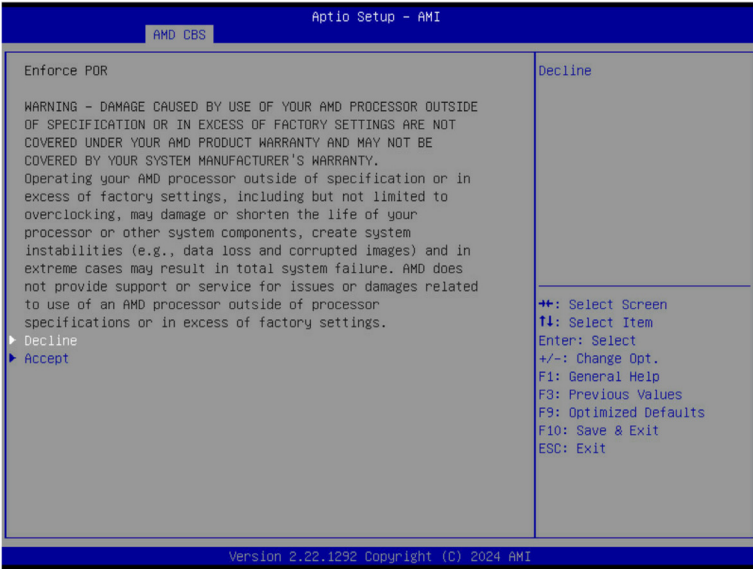 Aptio Setup – AMI
AMD CBS
Enforce POR
WARNING – DAMAGE CAUSED BY USE OF YOUR AMD PROCESSOR OUTSIDE
OF SPECIFICATION OR IN EXCESS OF FACTORY SETTINGS ARE NOT
COVERED UNDER YOUR AMD PRODUCT WARRANTY AND MAY NOT BE
COVERED BY YOUR SYSTEM MANUFACTURER'S WARRANTY.
Operating your AMD processor outside of specification or in
excess of factory settings, including but not limited to
overclocking, may damage or shorten the life of your
processor or other system components, create system
instabilities (e.g., data loss and corrupted images) and in
extreme cases may result in total system failure. AMD does
not provide support or service for issues or damages related
to use of an AMD processor outside of processor
specifications or in excess of factory settings.
Decline
Accept
Decline
→←: Select Screen
↑↓: Select Item
Enter: Select
+/-: Change Opt.
F1: General Help
F3: Previous Values
F9: Optimized Defaults
F10: Save & Exit
ESC: Exit
Version 2.22.1292 Copyright (C) 2024 AMI